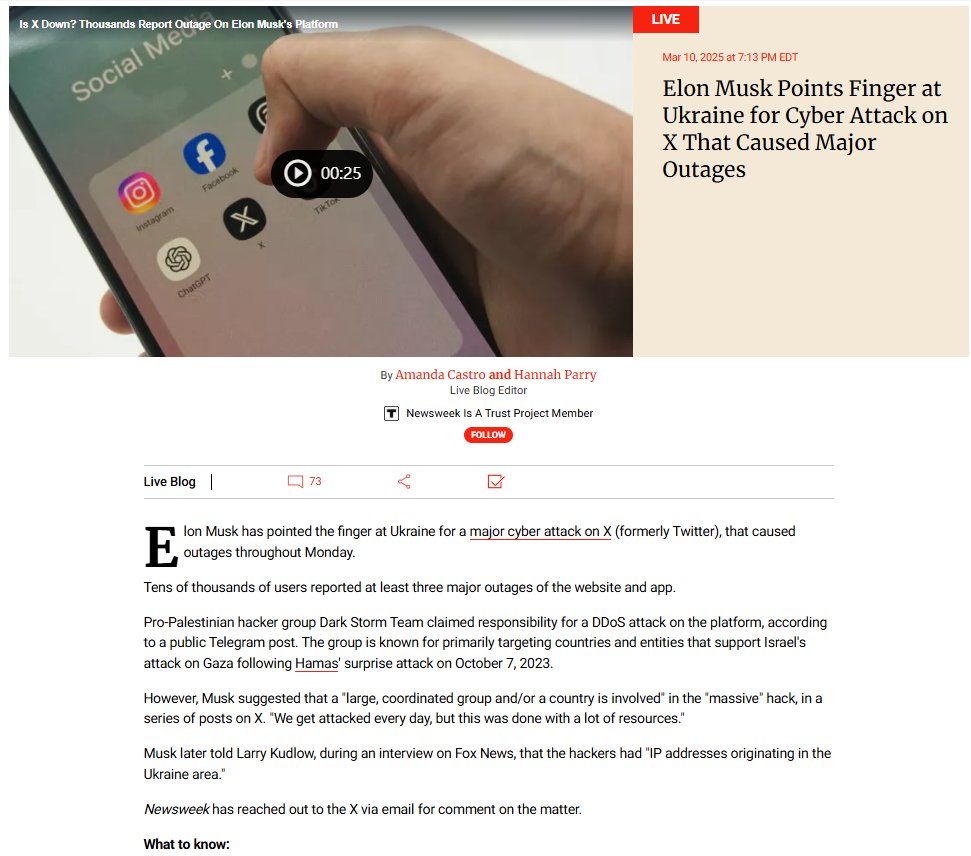 Is X Down? Thousands Report Outage On Elon Musk's Platform
Social Media
Instagram
Facebook
TikTok
X
ChatGPT
00:25
LIVE
Mar 10, 2025 at 7:13 PM EDT
Elon Musk Points Finger at
Ukraine for Cyber Attack on
X That Caused Major
Outages
By Amanda Castro and Hannah Parry
Live Blog Editor
T Newsweek Is A Trust Project Member
FOLLOW
Live Blog
73
Elon Musk has pointed the finger at Ukraine for a major cyber attack on X (formerly Twitter), that caused
outages throughout Monday.
Tens of thousands of users reported at least three major outages of the website and app.
Pro-Palestinian hacker group Dark Storm Team claimed responsibility for a DDoS attack on the platform, according
to a public Telegram post. The group is known for primarily targeting countries and entities that support Israel's
attack on Gaza following Hamas' surprise attack on October 7, 2023.
However, Musk suggested that a "large, coordinated group and/or a country is involved" in the "massive" hack, in a
series of posts on X. "We get attacked every day, but this was done with a lot of resources."
Musk later told Larry Kudlow, during an interview on Fox News, that the hackers had "IP addresses originating in the
Ukraine area."
Newsweek has reached out to the X via email for comment on the matter.
What to know: